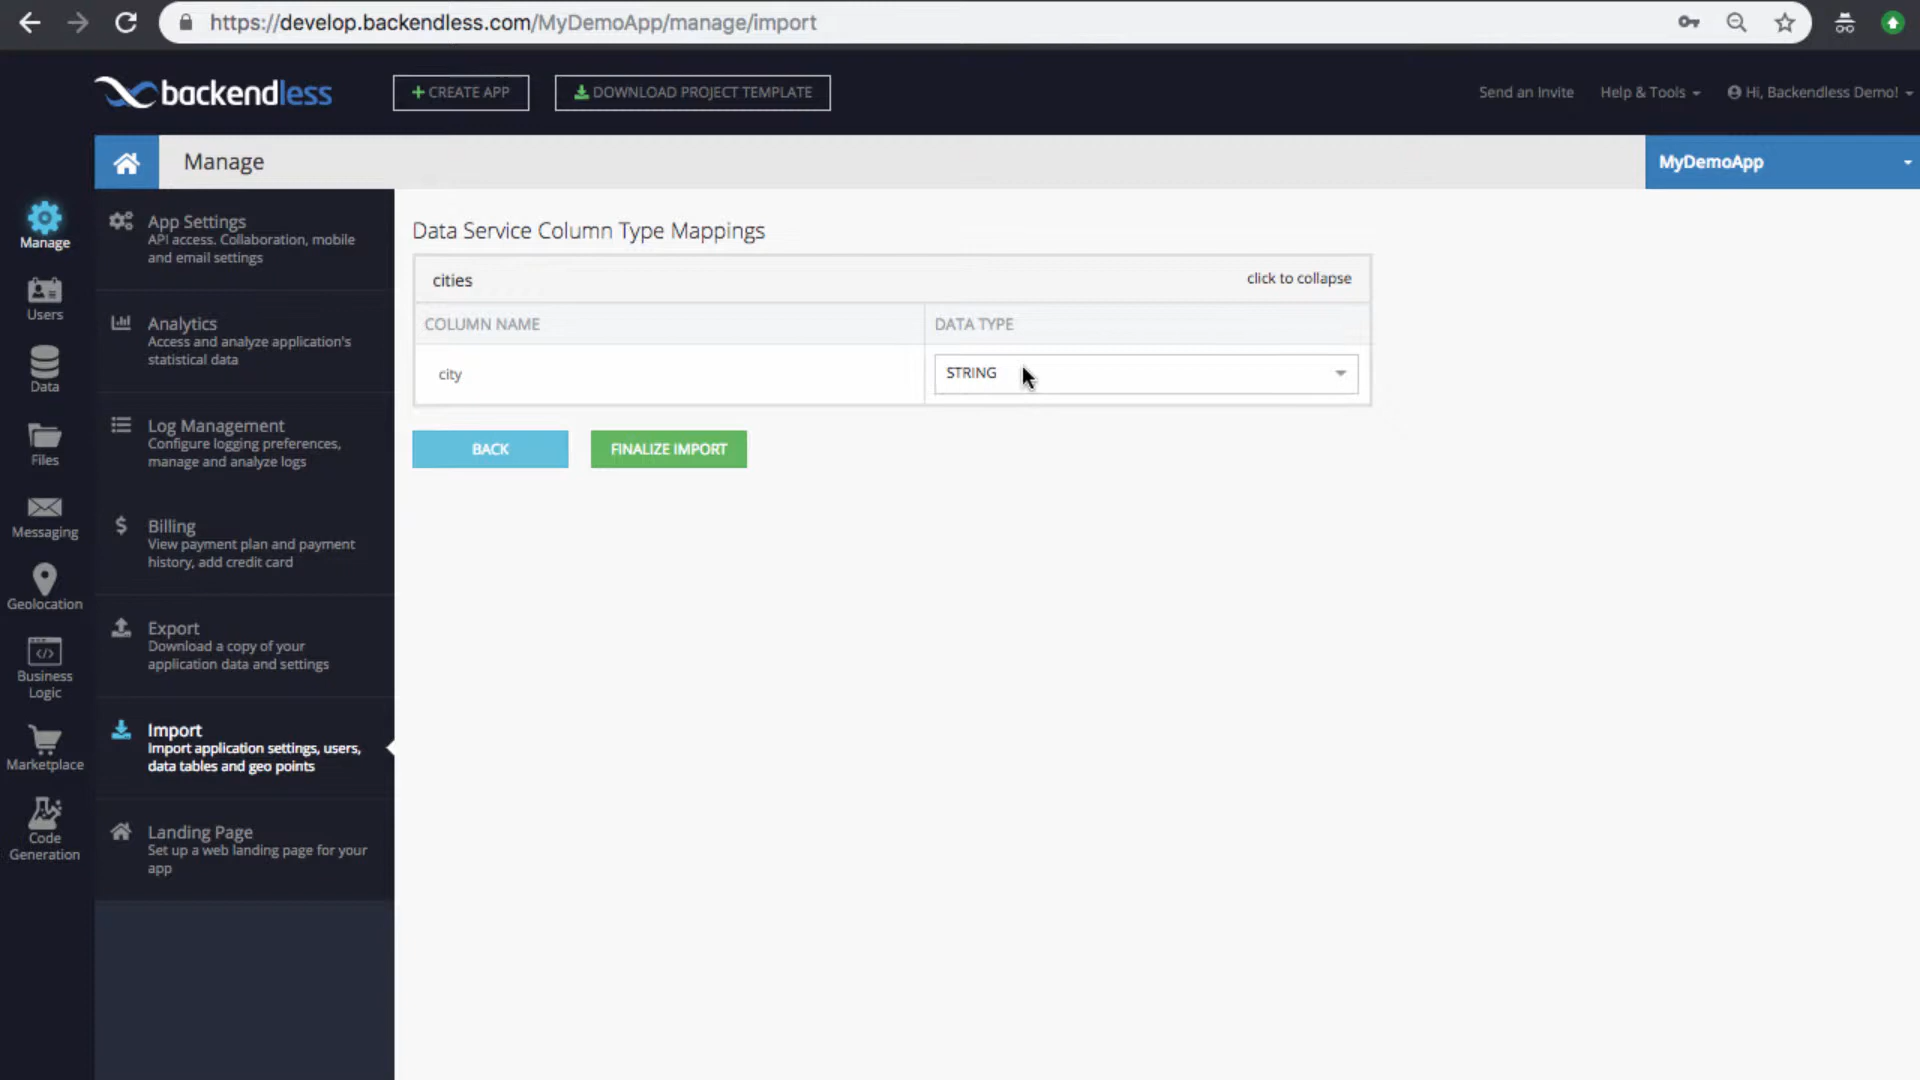 https://develop.backendless.com/MyDemoApp/manage/import
backendless
+ CREATE APP
DOWNLOAD PROJECT TEMPLATE
Send an Invite
Help & Tools
Hi, Backendless Demo!
Manage
MyDemoApp
Manage
Users
Data
Files
Messaging
Geolocation
Business
Logic
Marketplace
Code
Generation
App Settings
API access. Collaboration, mobile
and email settings
Analytics
Access and analyze application's
statistical data
Log Management
Configure logging preferences,
manage and analyze logs
Billing
View payment plan and payment
history, add credit card
Export
Download a copy of your
application data and settings
Import
Import application settings, users,
data tables and geo points
Landing Page
Set up a web landing page for your
app
Data Service Column Type Mappings
cities
click to collapse
COLUMN NAME
DATA TYPE
city
STRING
BACK
FINALIZE IMPORT